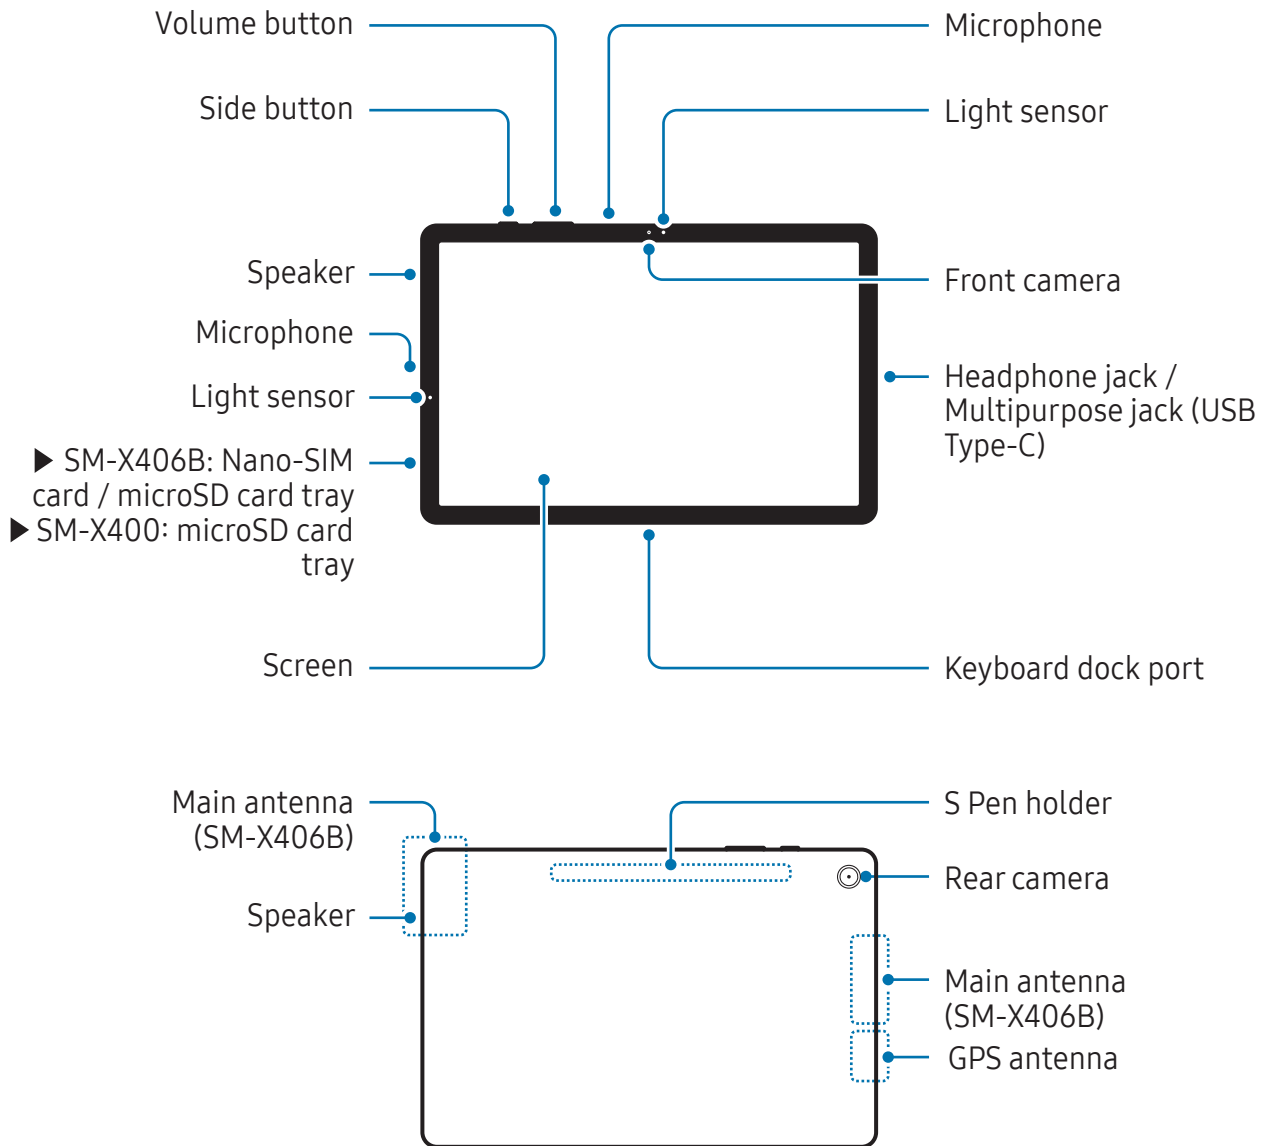 Volume button
Side button
Speaker
Microphone
Light sensor
▶ SM-X406B: Nano-SIM
card / microSD card tray
▶ SM-X400: microSD card
tray
Screen
Microphone
Light sensor
Front camera
Headphone jack /
Multipurpose jack (USB
Type-C)
Keyboard dock port
Main antenna
(SM-X406B)
Speaker
S Pen holder
Rear camera
Main antenna
(SM-X406B)
GPS antenna